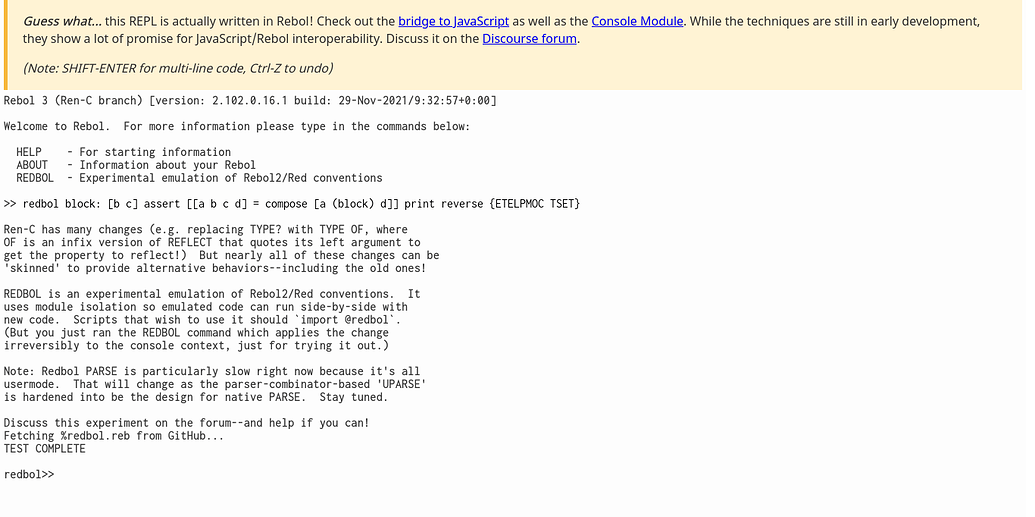 Guess what... this REPL is actually written in Rebol! Check out the bridge to JavaScript as well as the Console Module. While the techniques are still in early development,
they show a lot of promise for JavaScript/Rebol interoperability. Discuss it on the Discourse forum.
(Note: SHIFT-ENTER for multi-line code, Ctrl-Z to undo)
Rebol 3 (Ren-C branch) [version: 2.102.0.16.1 build: 29-Nov-2021/9:32:57+0:00]
Welcome to Rebol.  For more information please type in the commands below:
  HELP    - For starting information
  ABOUT   - Information about your Rebol
  REDBOL  - Experimental emulation of Rebol2/Red conventions
>> redbol block: [b c] assert [[a b c d] = compose [a (block) d]] print reverse {ETELPMOC TSET}
Ren-C has many changes (e.g. replacing TYPE? with TYPE OF, where
OF is an infix version of REFLECT that quotes its left argument to
get the property to reflect!)  But nearly all of these changes can be
'skinned' to provide alternative behaviors--including the old ones!
REDBOL is an experimental emulation of Rebol2/Red conventions.  It
uses module isolation so emulated code can run side-by-side with
new code.  Scripts that wish to use it should `import @redbol`.
(But you just ran the REDBOL command which applies the change
irreversibly to the console context, just for trying it out.)
Note: Redbol PARSE is particularly slow right now because it's all
usermode.  That will change as the parser-combinator-based 'UPARSE'
is hardened into be the design for native PARSE.  Stay tuned.
Discuss this experiment on the forum--and help if you can!
Fetching %redbol.reb from GitHub...
TEST COMPLETE
redbol>>